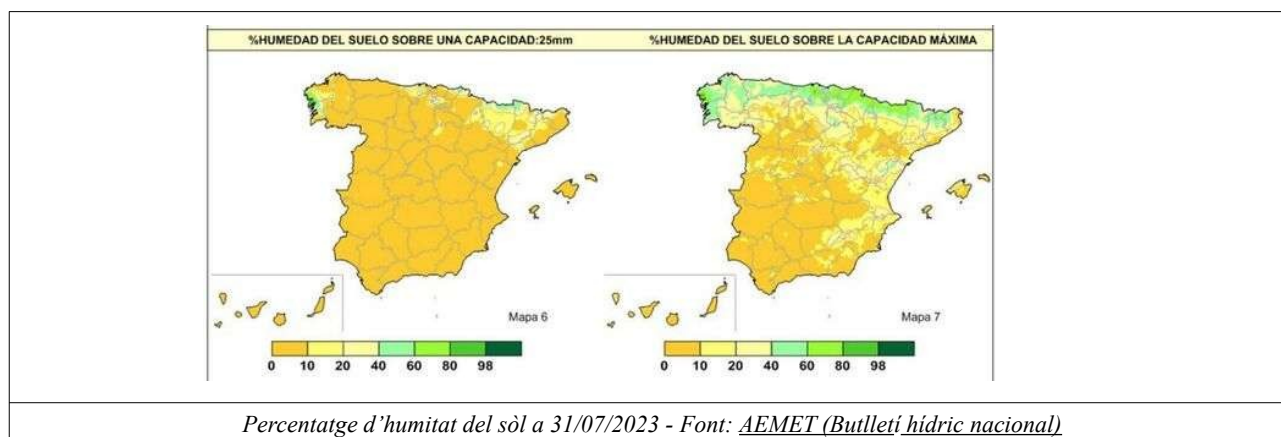 %HUMEDAD DEL SUELO SOBRE UNA CAPACIDAD:25mm
%HUMEDAD DEL SUELO SOBRE LA CAPACIDAD MÁXIMA
Mapa 6
Mapa 7
0 10 20 40 60 80 98
0 10 20 40 60 80 98
Percentatge d’humitat del sòl a 31/07/2023 - Font: AEMET (Butlletí hídric nacional)